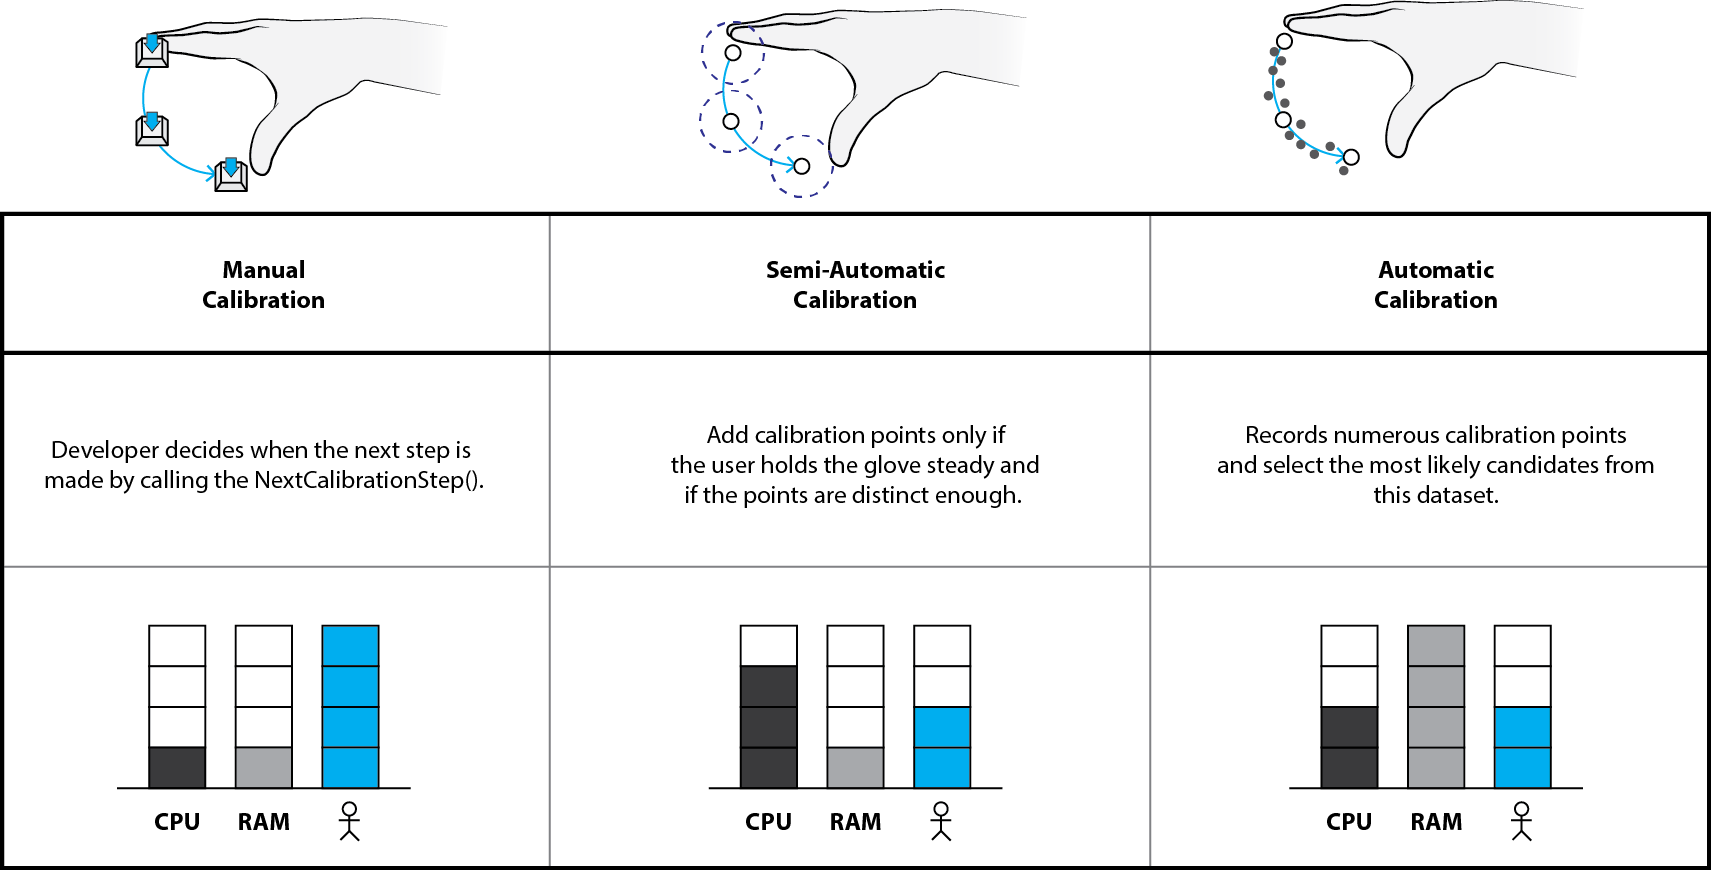 Manual
Calibration
Semi-Automatic
Calibration
Automatic
Calibration
Developer decides when the next step is
made by calling the NextCalibrationStep().
Add calibration points only if
the user holds the glove steady and
if the points are distinct enough.
Records numerous calibration points
and select the most likely candidates from
this dataset.
CPU RAM
CPU RAM
CPU RAM